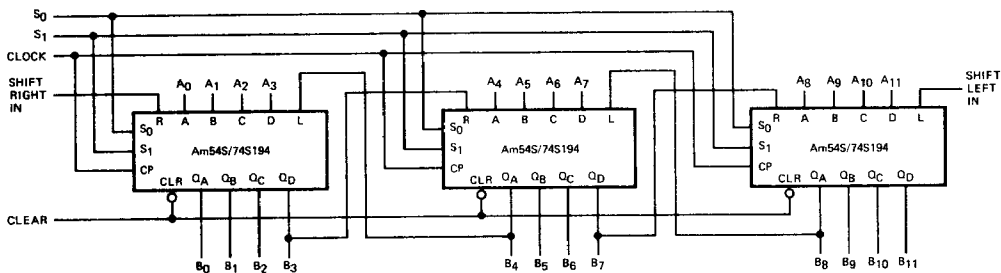 S0
S1
CLOCK
SHIFT RIGHT IN
A0 A1 A2 A3
A4 A5 A6 A7
A8 A9 A10 A11
SHIFT LEFT IN
R A B C D L
S0
S1
CP
Am54S/74S194
CLR QA QB QC QD
R A B C D L
S0
S1
CP
Am54S/74S194
CLR QA QB QC QD
R A B C D L
S0
S1
CP
Am54S/74S194
CLR QA QB QC QD
CLEAR
B0 B1 B2 B3
B4 B5 B6 B7
B8 B9 B10 B11